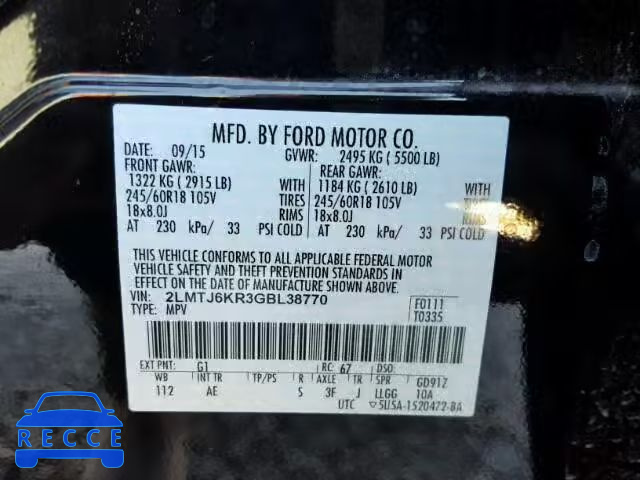 MFD. BY FORD MOTOR CO.
DATE: 09/15 GVWR: 2495 KG ( 5500 LB)
FRONT GAWR: REAR GAWR:
1322 KG ( 2915 LB) WITH 1184 KG ( 2610 LB) WITH
245/60R18 105V TIRES 245/60R18 105V TIRES
18x8.0J RIMS 18x8.0J RIMS
AT 230 kPa/ 33 PSI COLD AT 230 kPa/ 33 PSI COLD
THIS VEHICLE CONFORMS TO ALL APPLICABLE FEDERAL MOTOR
VEHICLE SAFETY AND THEFT PREVENTION STANDARDS IN
EFFECT ON THE DATE OF MANUFACTURE SHOWN ABOVE.
VIN: 2LMTJ6KR3GBL38770 F0111
TYPE: MPV T0335
EXT PNT: G1 RC: 67 DSO:
WB INT TR TP/PS R AXLE TR SPR GD91Z
112 AE S 3F J LLGG 10A
UTC 5U5A-1520472-BA
RECCE